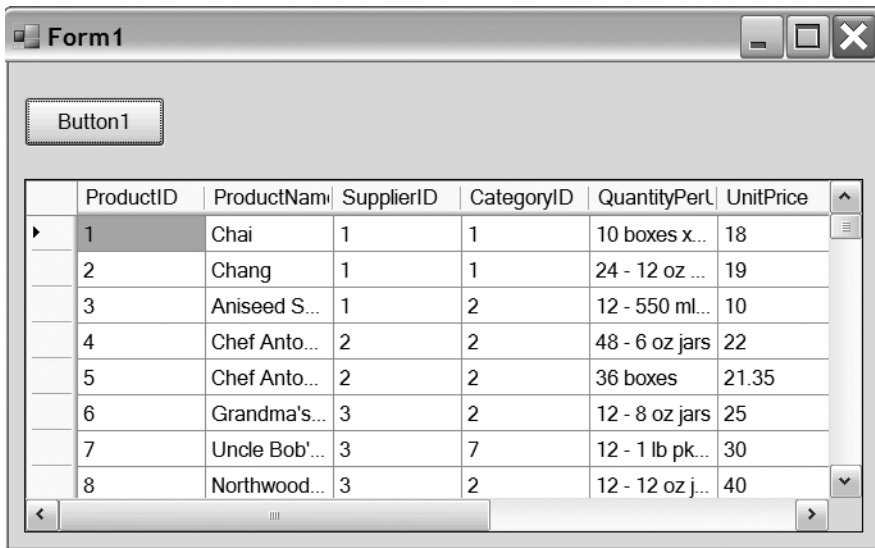 Form1
Button1
ProductID ProductName SupplierID CategoryID QuantityPerU UnitPrice
1 Chai 1 1 10 boxes x... 18
2 Chang 1 1 24 - 12 oz ... 19
3 Aniseed S... 1 2 12 - 550 ml... 10
4 Chef Anto... 2 2 48 - 6 oz jars 22
5 Chef Anto... 2 2 36 boxes 21.35
6 Grandma's... 3 2 12 - 8 oz jars 25
7 Uncle Bob'... 3 7 12 - 1 lb pk... 30
8 Northwood... 3 2 12 - 12 oz j... 40